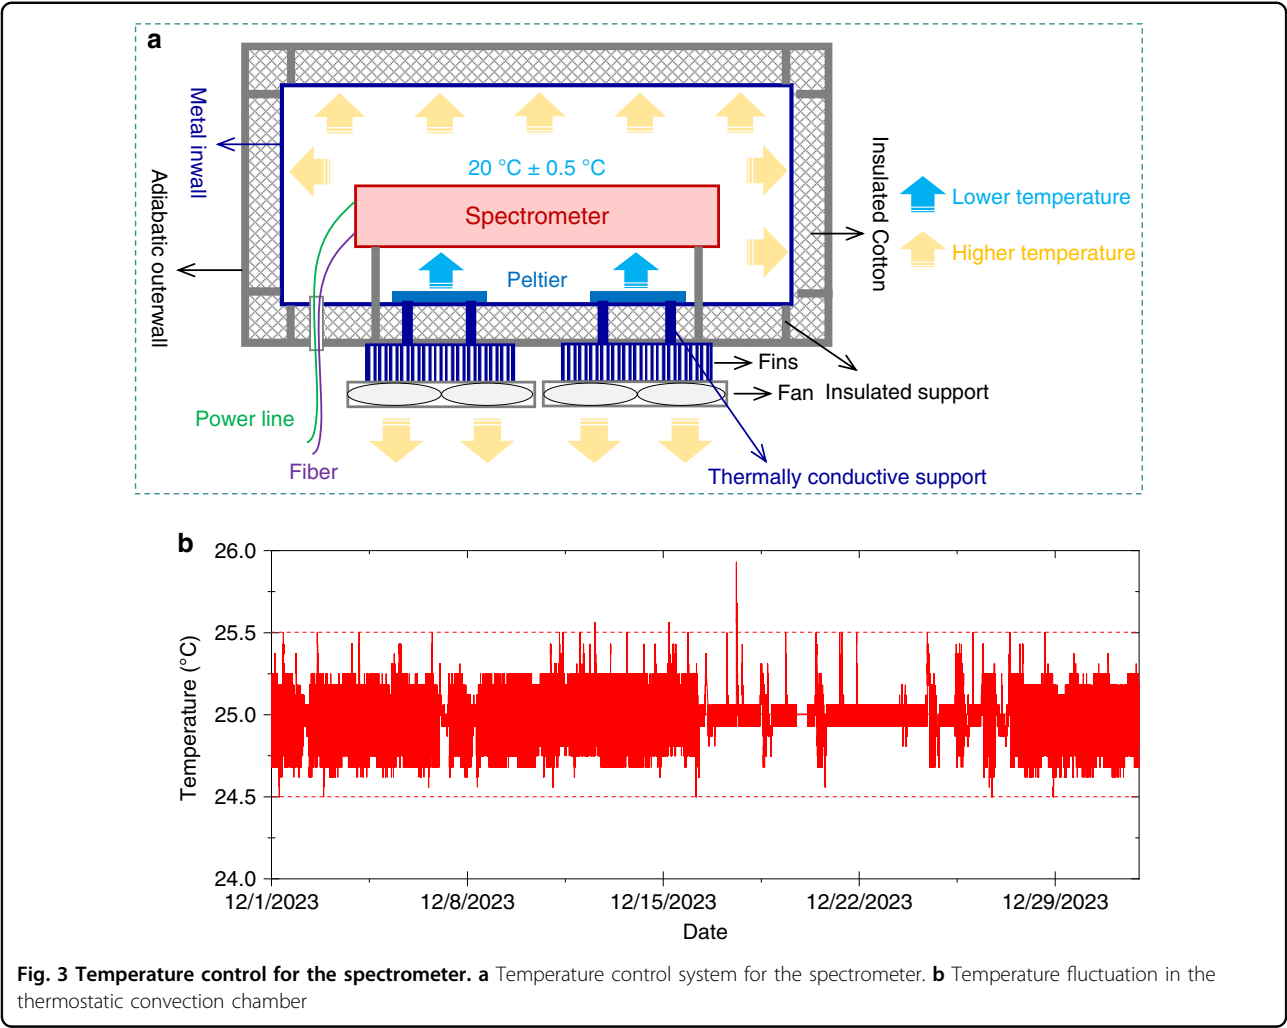 a
Metal inwall
Adiabatic outerwall
20 °C ± 0.5 °C
Spectrometer
Peltier
Insulated Cotton
Lower temperature
Higher temperature
Fins
Fan
Insulated support
Power line
Fiber
Thermally conductive support
b
26.0
25.5
25.0
24.5
24.0
Temperature (°C)
12/1/2023
12/8/2023
12/15/2023
12/22/2023
12/29/2023
Date
Fig. 3 Temperature control for the spectrometer. a Temperature control system for the spectrometer. b Temperature fluctuation in the
thermostatic convection chamber